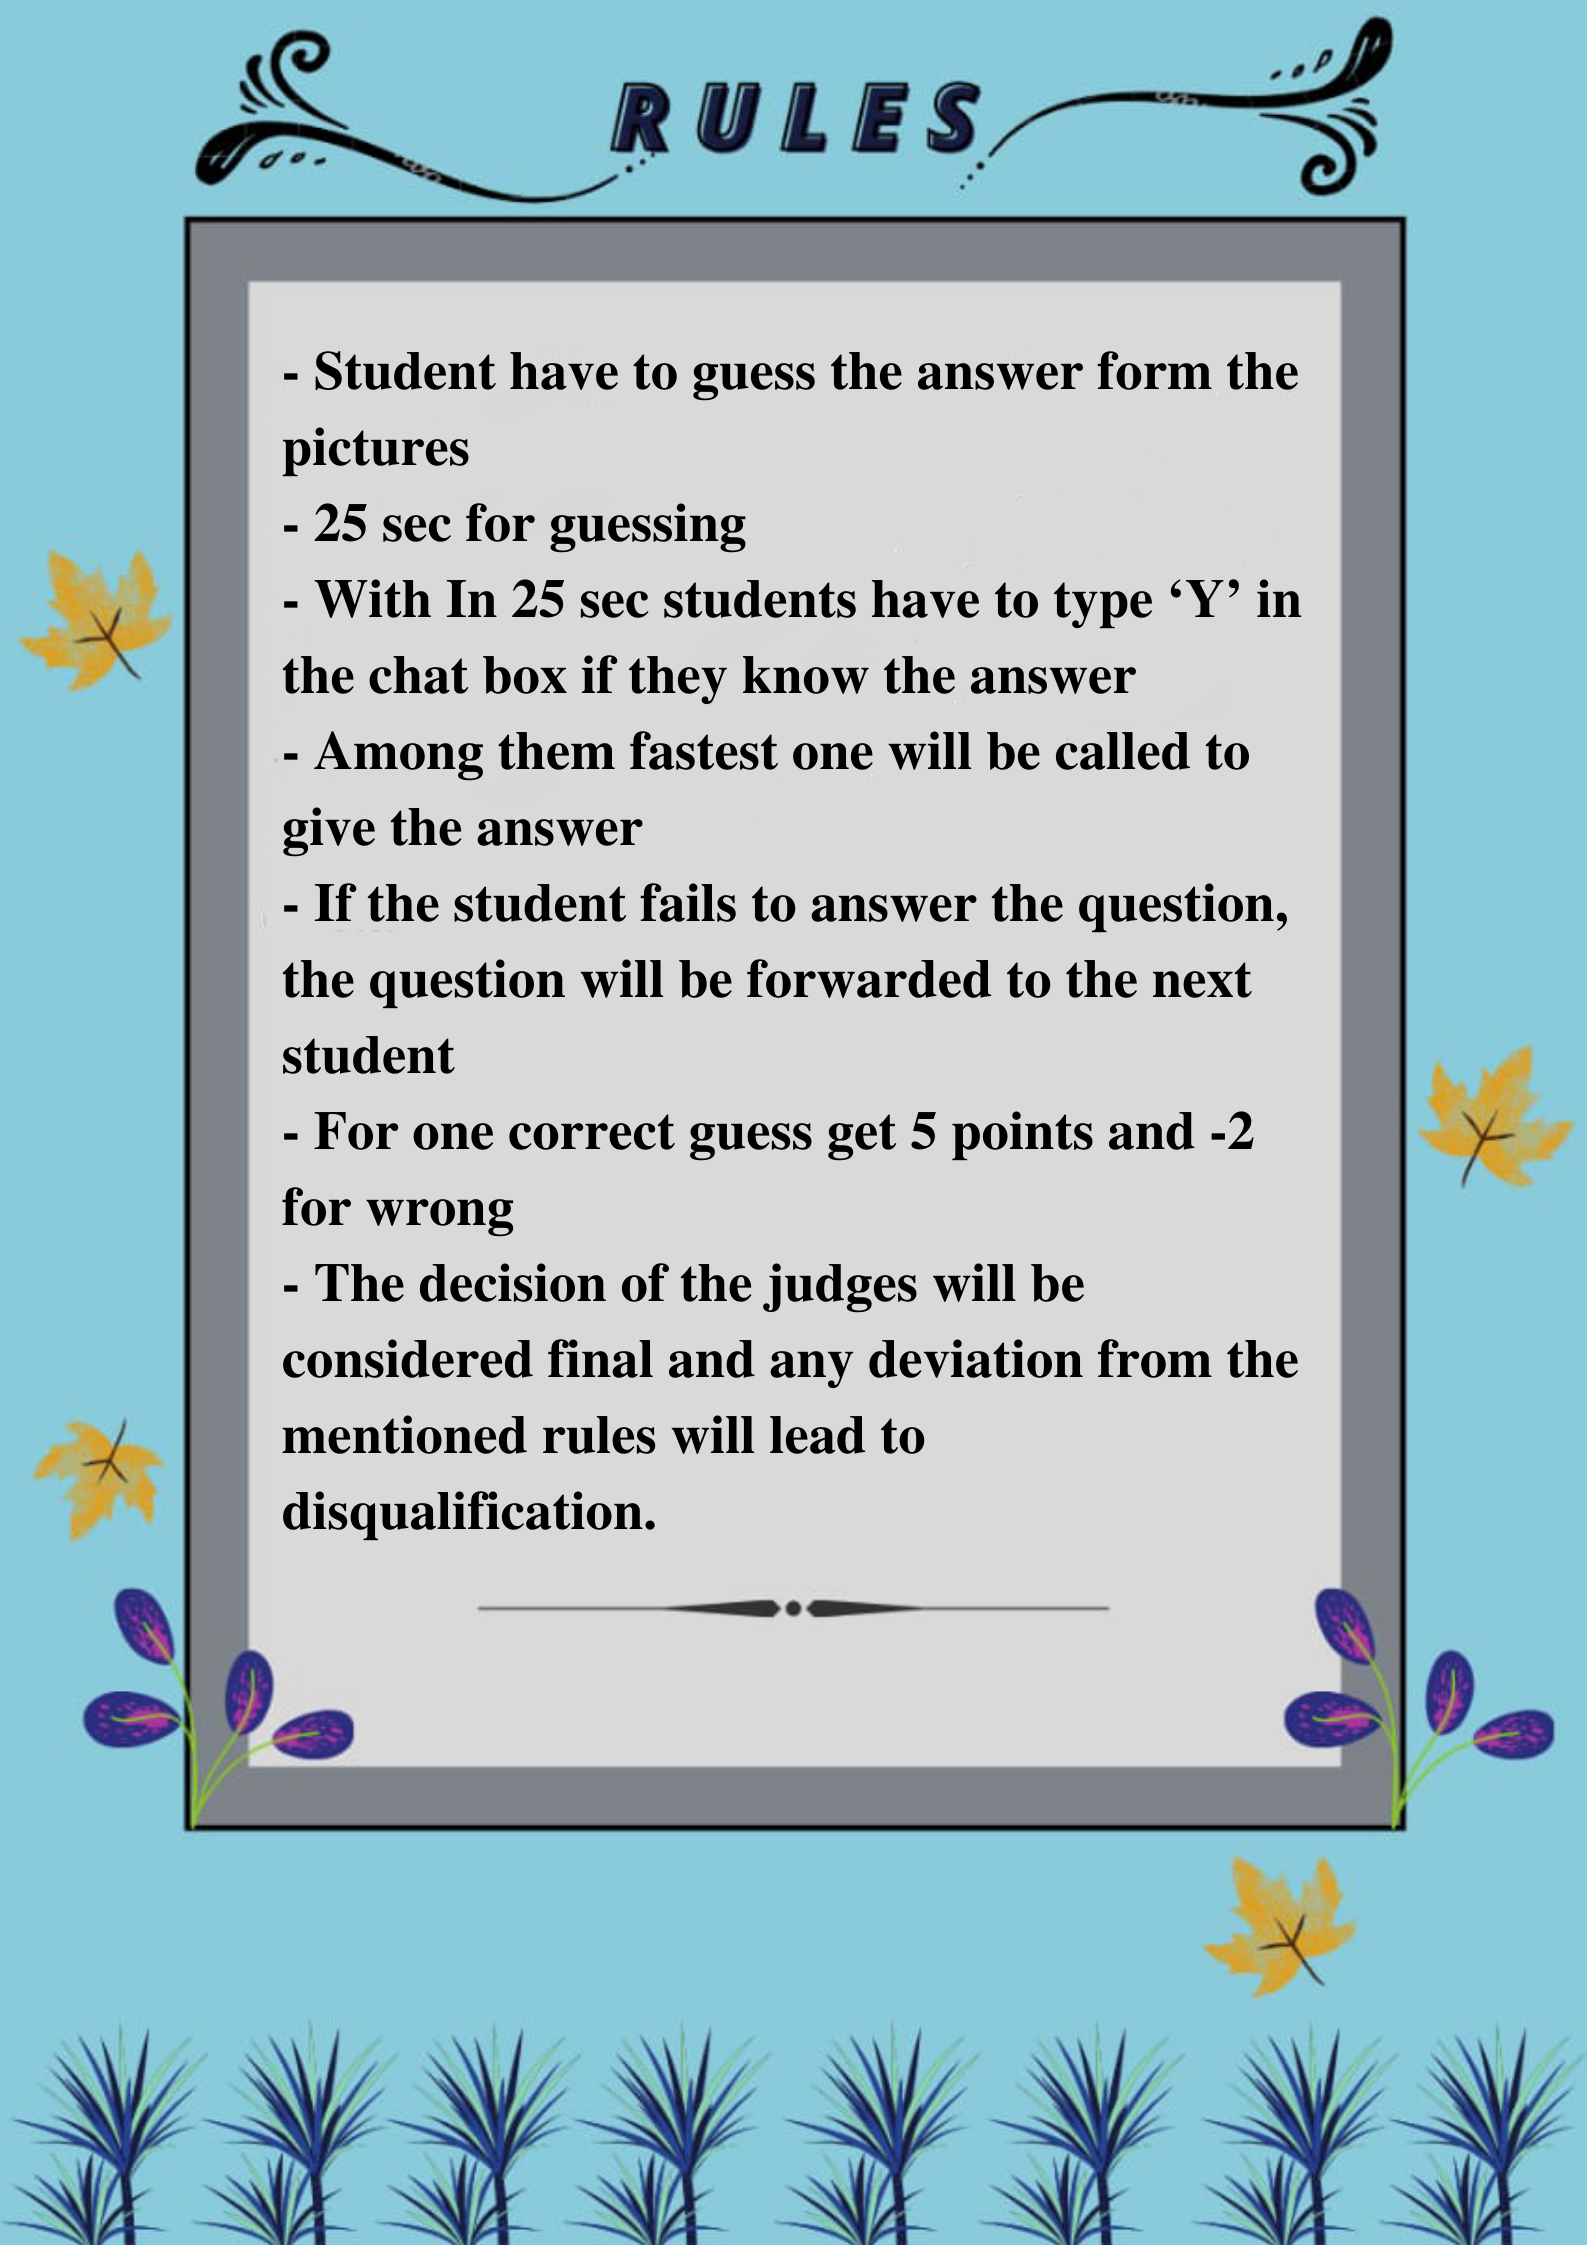 RULES
- Student have to guess the answer form the
pictures
- 25 sec for guessing
- With In 25 sec students have to type ‘Y’ in
the chat box if they know the answer
- Among them fastest one will be called to
give the answer
- If the student fails to answer the question,
the question will be forwarded to the next
student
- For one correct guess get 5 points and -2
for wrong
- The decision of the judges will be
considered final and any deviation from the
mentioned rules will lead to
disqualification.